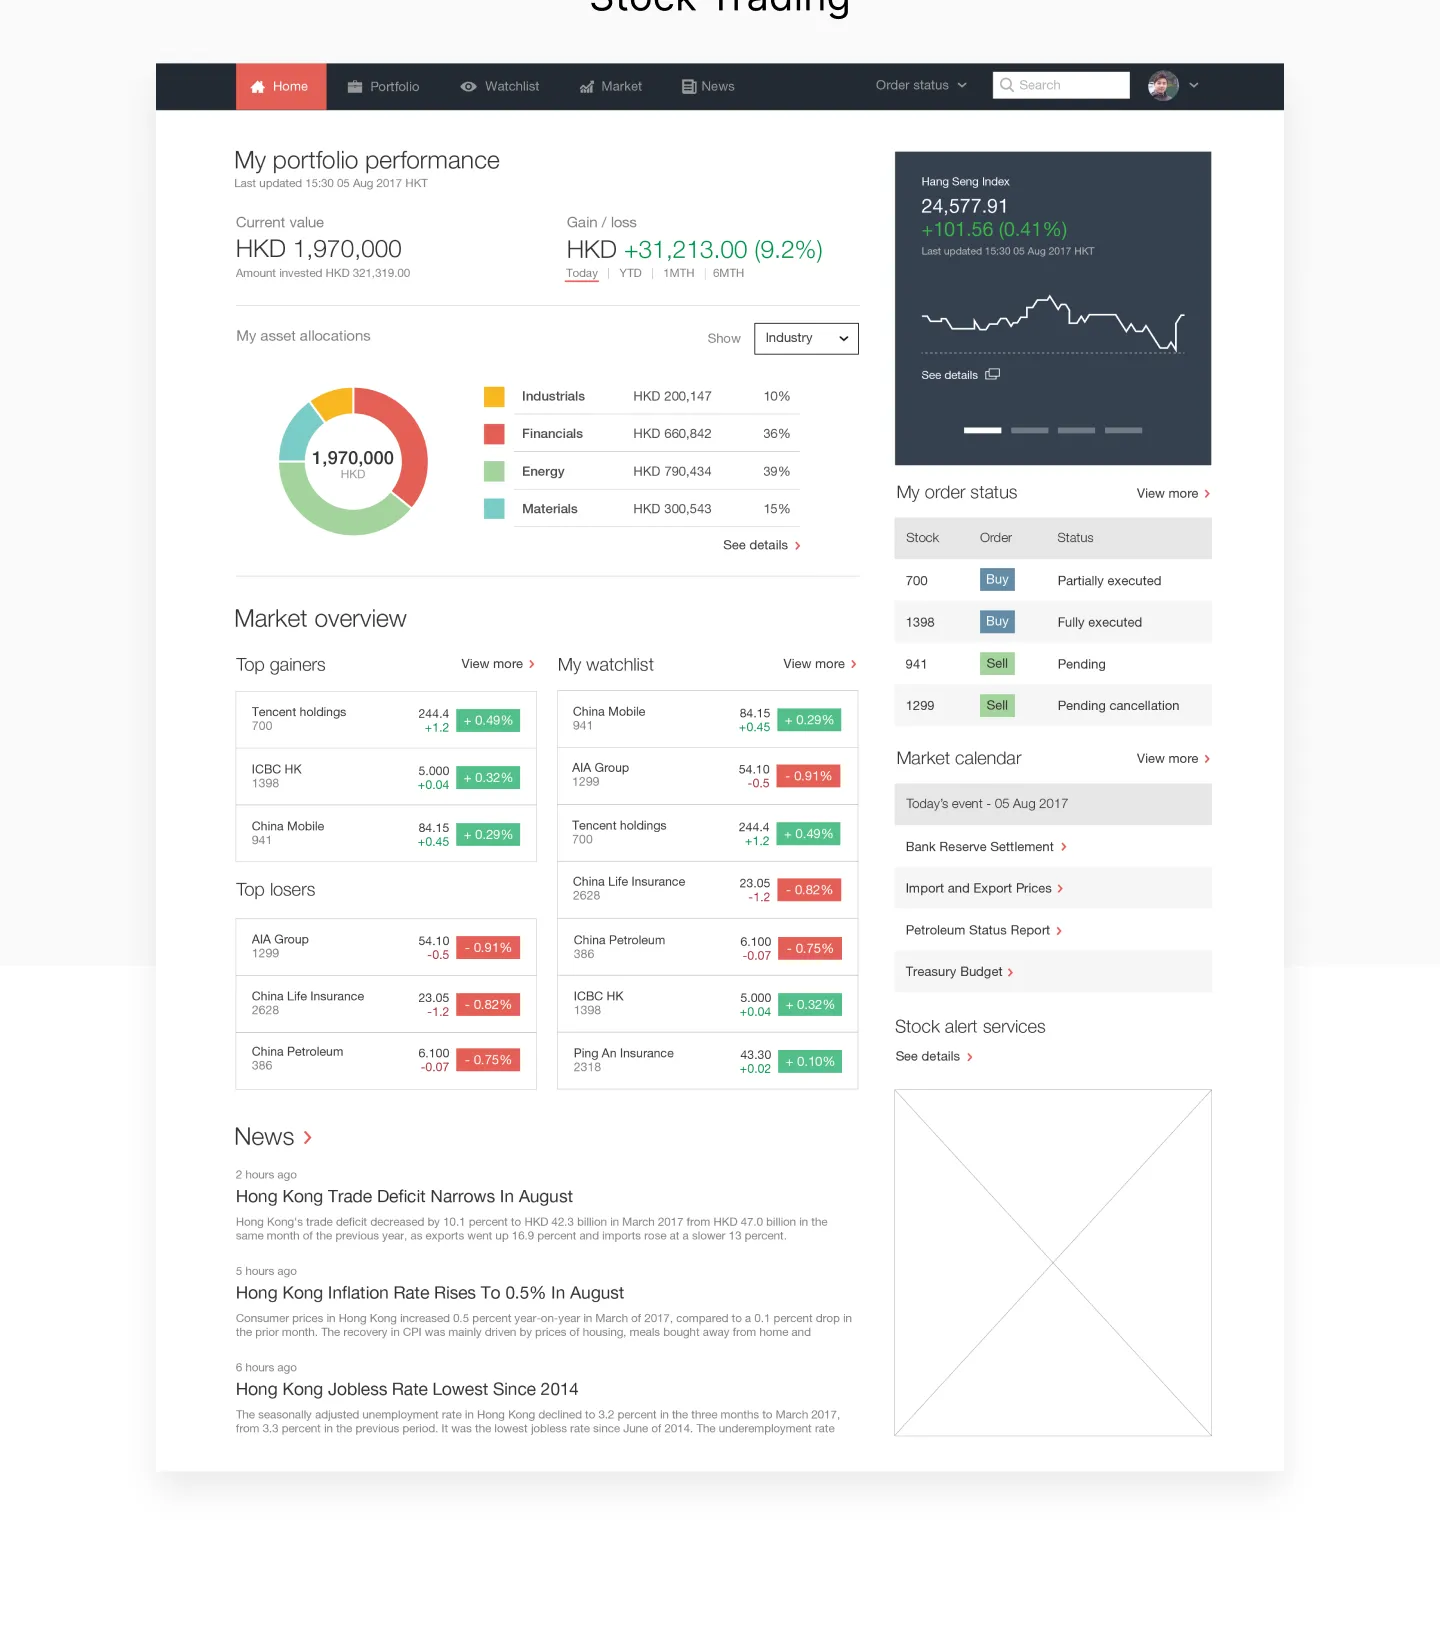 Stock Trading
Home
Portfolio
Watchlist
Market
News
Order status
Search
My portfolio performance
Last updated 15:30 05 Aug 2017 HKT
Current value
HKD 1,970,000
Amount invested HKD 321,319.00
Gain / loss
HKD +31,213.00 (9.2%)
Today | YTD | 1MTH | 6MTH
My asset allocations
Show
Industry
1,970,000
HKD
Industrials HKD 200,147 10%
Financials HKD 660,842 36%
Energy HKD 790,434 39%
Materials HKD 300,543 15%
See details
Market overview
Top gainers
View more
Tencent holdings 244.4 + 0.49%
700 +1.2
ICBC HK 5.000 + 0.32%
1398 +0.04
China Mobile 84.15 + 0.29%
941 +0.45
Top losers
AIA Group 54.10 - 0.91%
1299 -0.5
China Life Insurance 23.05 - 0.82%
2628 -1.2
China Petroleum 6.100 - 0.75%
386 -0.07
My watchlist
View more
China Mobile 84.15 + 0.29%
941 +0.45
AIA Group 54.10 - 0.91%
1299 -0.5
Tencent holdings 244.4 + 0.49%
700 +1.2
China Life Insurance 23.05 - 0.82%
2628 -1.2
China Petroleum 6.100 - 0.75%
386 -0.07
ICBC HK 5.000 + 0.32%
1398 +0.04
Ping An Insurance 43.30 + 0.10%
2318 +0.02
News
2 hours ago
Hong Kong Trade Deficit Narrows In August
Hong Kong's trade deficit decreased by 10.1 percent to HKD 42.3 billion in March 2017 from HKD 47.0 billion in the
same month of the previous year, as exports went up 16.9 percent and imports rose at a slower 13 percent.
5 hours ago
Hong Kong Inflation Rate Rises To 0.5% In August
Consumer prices in Hong Kong increased 0.5 percent year-on-year in March of 2017, compared to a 0.1 percent drop in
the prior month. The recovery in CPI was mainly driven by prices of housing, meals bought away from home and
6 hours ago
Hong Kong Jobless Rate Lowest Since 2014
The seasonally adjusted unemployment rate in Hong Kong declined to 3.2 percent in the three months to March 2017,
from 3.3 percent in the previous period. It was the lowest jobless rate since June of 2014. The underemployment rate
Hang Seng Index
24,577.91
+101.56 (0.41%)
Last updated 15:30 05 Aug 2017 HKT
See details
My order status
View more
Stock Order Status
700 Buy Partially executed
1398 Buy Fully executed
941 Sell Pending
1299 Sell Pending cancellation
Market calendar
View more
Today's event - 05 Aug 2017
Bank Reserve Settlement
Import and Export Prices
Petroleum Status Report
Treasury Budget
Stock alert services
See details